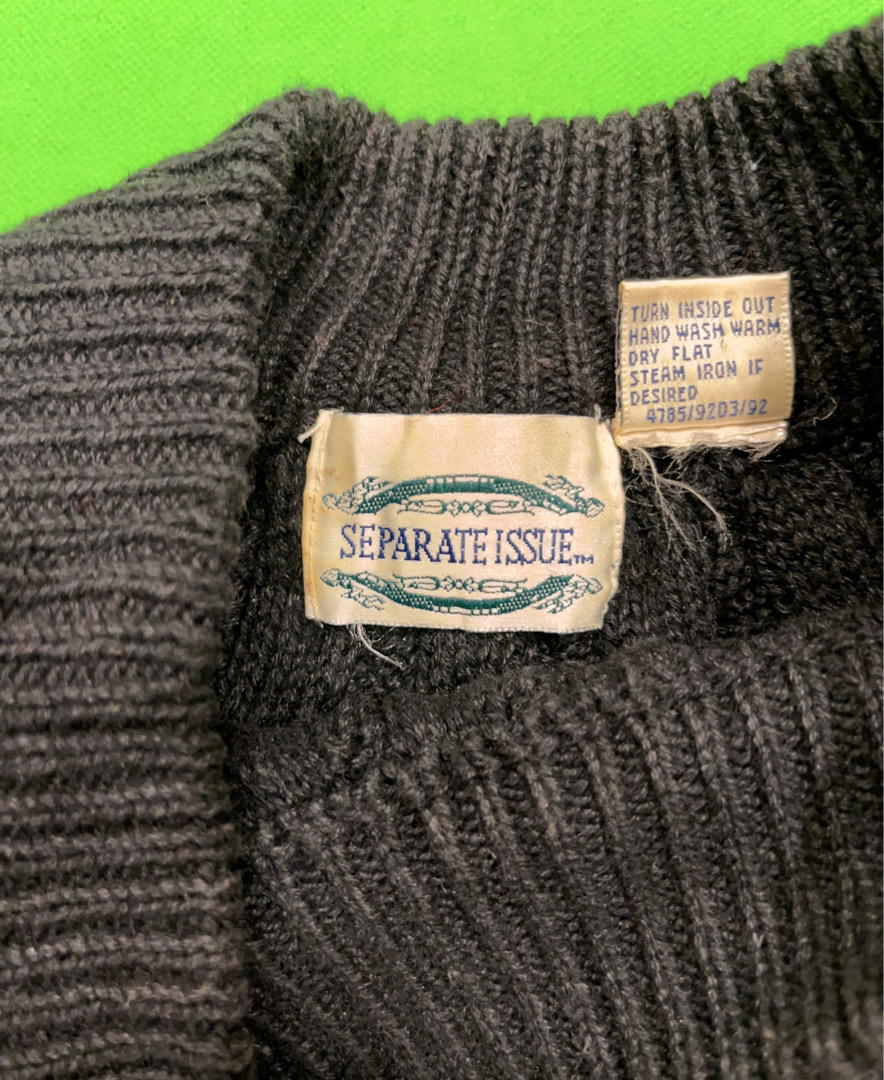 TURN INSIDE OUT
HAND WASH WARM
DRY FLAT
STEAM IRON IF
DESIRED
4785/9203/92
SEPARATE ISSUE™